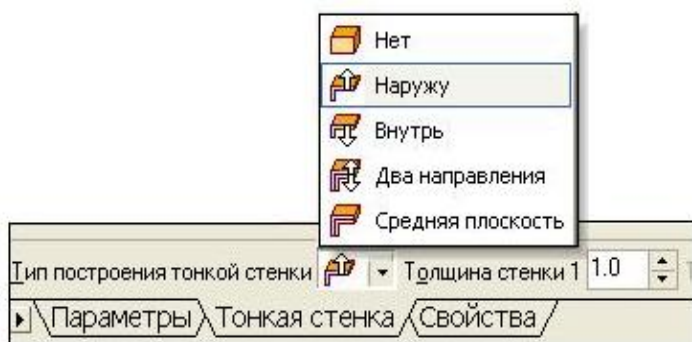 Нет
Наружу
Внутрь
Два направления
Средняя плоскость
Тип построения тонкой стенки Толщина стенки 1 1.0
Параметры Тонкая стенка Свойства